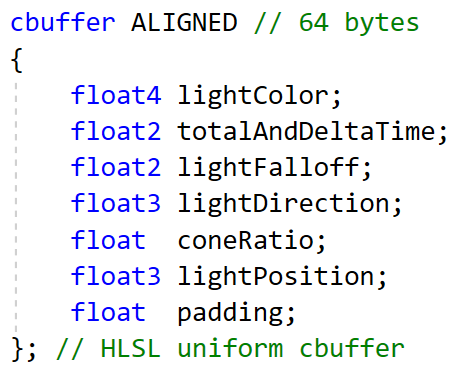 cbuffer ALIGNED // 64 bytes
{
    float4 lightColor;
    float2 totalAndDeltaTime;
    float2 lightFalloff;
    float3 lightDirection;
    float  coneRatio;
    float3 lightPosition;
    float  padding;
}; // HLSL uniform cbuffer